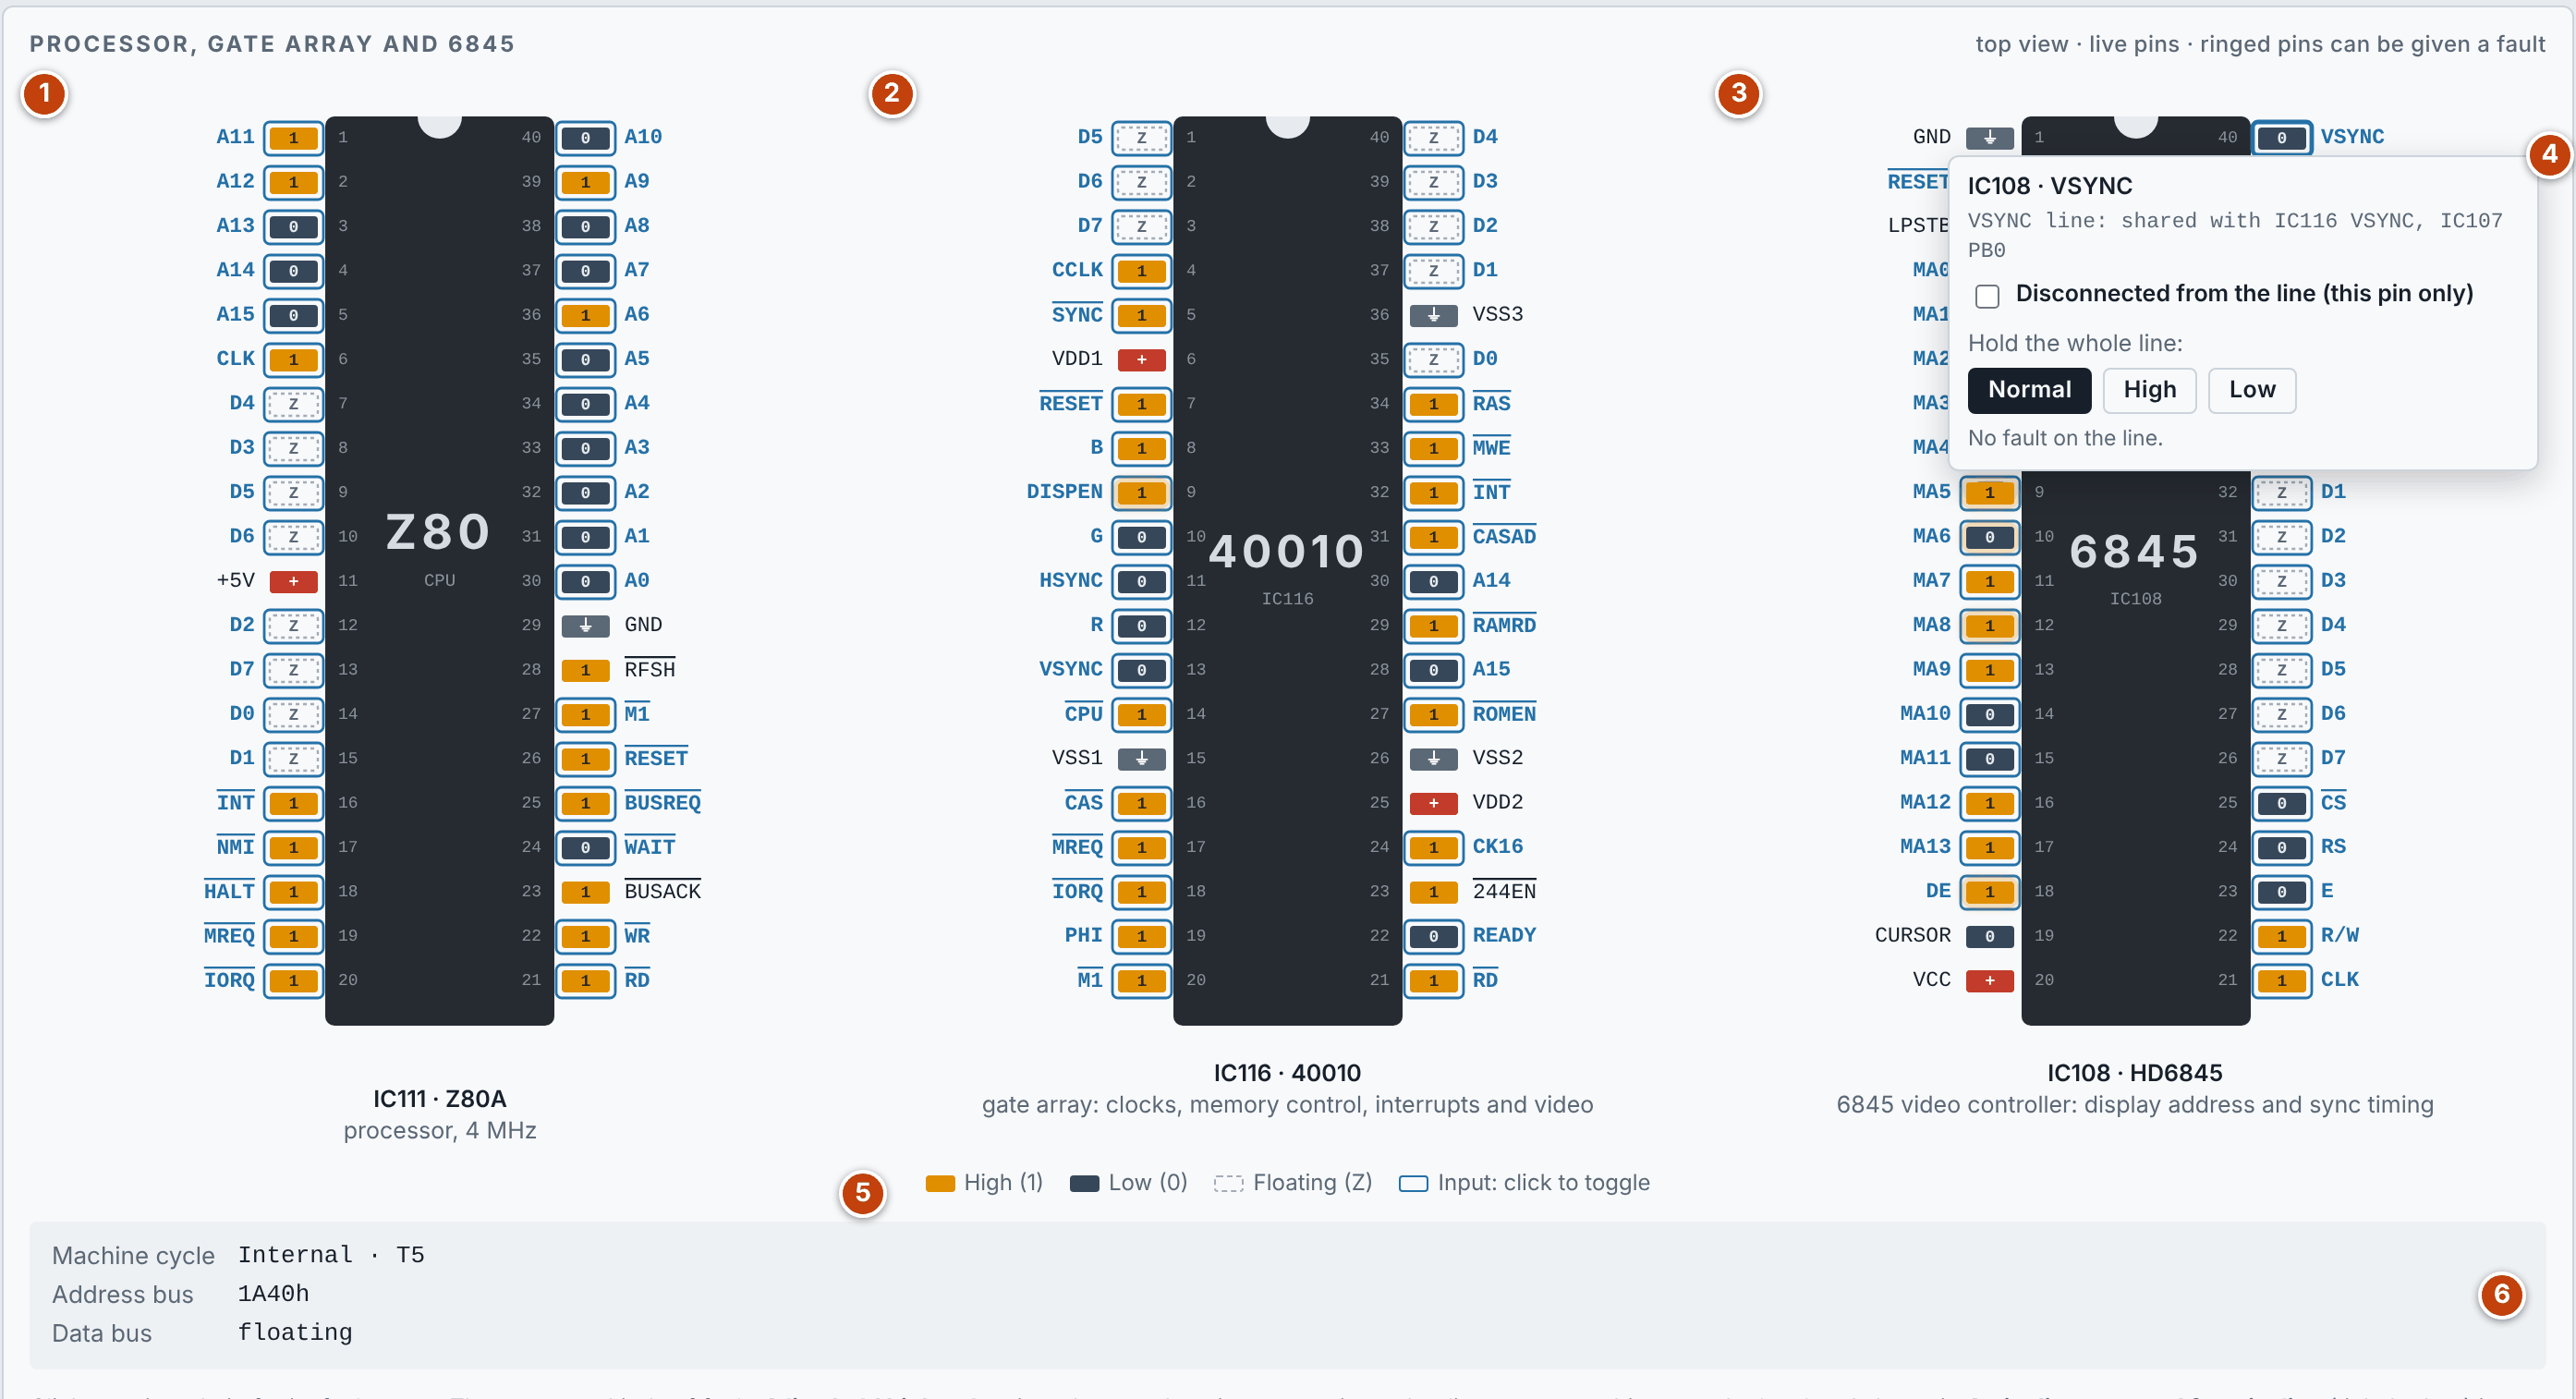 PROCESSOR, GATE ARRAY AND 6845
top view · live pins · ringed pins can be given a fault
1
2
3
4
A11 1 1 40 0 A10
A12 1 2 39 1 A9
A13 0 3 38 0 A8
A14 0 4 37 0 A7
A15 0 5 36 1 A6
CLK 1 6 35 0 A5
D4 Z 7 34 0 A4
D3 Z 8 33 0 A3
D5 Z 9 32 0 A2
D6 Z 10 31 0 A1
+5V + 11 30 0 A0
D2 Z 12 29 GND
D7 Z 13 28 1 RFSH
D0 Z 14 27 1 M1
D1 Z 15 26 1 RESET
INT 1 16 25 1 BUSREQ
NMI 1 17 24 0 WAIT
HALT 1 18 23 1 BUSACK
MREQ 1 19 22 1 WR
IORQ 1 20 21 1 RD
Z80
CPU
IC111 · Z80A
processor, 4 MHz
D5 Z 1 40 Z D4
D6 Z 2 39 Z D3
D7 Z 3 38 Z D2
CCLK 1 4 37 Z D1
SYNC 1 5 36 VSS3
VDD1 + 6 35 Z D0
RESET 1 7 34 1 RAS
B 1 8 33 1 MWE
DISPEN 1 9 32 1 INT
G 0 10 31 1 CASAD
HSYNC 0 11 30 0 A14
R 0 12 29 1 RAMRD
VSYNC 0 13 28 0 A15
CPU 1 14 27 1 ROMEN
VSS1 15 26 VSS2
CAS 1 16 25 + VDD2
MREQ 1 17 24 1 CK16
IORQ 1 18 23 1 244EN
PHI 1 19 22 0 READY
M1 1 20 21 1 RD
40010
IC116
IC116 · 40010
gate array: clocks, memory control, interrupts and video
GND 1 40 0 VSYNC
RESET
LPSTB
MA0
MA1
MA2
MA3
MA4
IC108 · VSYNC
VSYNC line: shared with IC116 VSYNC, IC107
PB0
Disconnected from the line (this pin only)
Hold the whole line:
Normal High Low
No fault on the line.
MA5 1 9 32 Z D1
MA6 0 10 31 Z D2
MA7 1 11 30 Z D3
MA8 1 12 29 Z D4
MA9 1 13 28 Z D5
MA10 0 14 27 Z D6
MA11 0 15 26 Z D7
MA12 1 16 25 0 CS
MA13 1 17 24 0 RS
DE 1 18 23 0 E
CURSOR 0 19 22 1 R/W
VCC + 20 21 1 CLK
6845
IC108
IC108 · HD6845
6845 video controller: display address and sync timing
5
High (1) Low (0) Floating (Z) Input: click to toggle
Machine cycle Internal · T5
Address bus 1A40h
Data bus floating
6